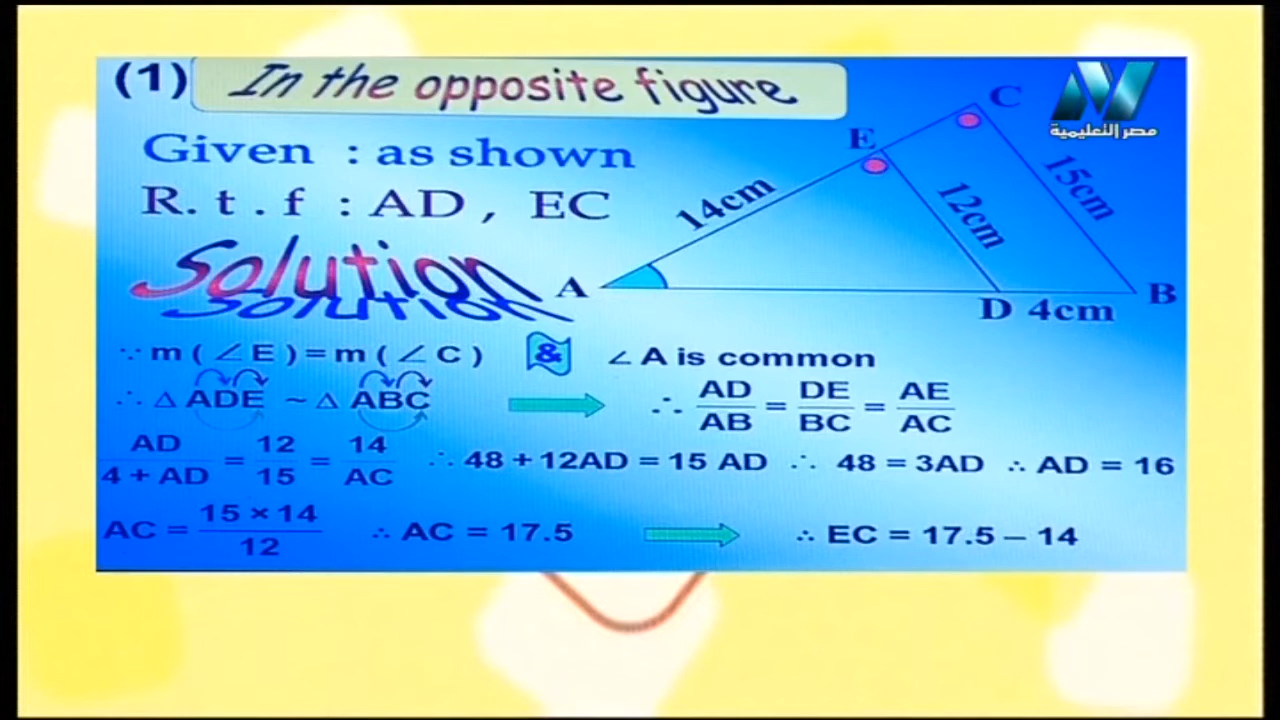 (1) In the opposite figure
Given : as shown
R. t . f : AD , EC
Solution
C
E
A
D
B
14cm
12cm
15cm
4cm
مصر التعليمية
∵ m ( ∠ E ) = m ( ∠ C ) & ∠ A is common
∴ △ ADE ~ △ ABC ∴ AD/AB = DE/BC = AE/AC
AD/4 + AD = 12/15 = 14/AC ∴ 48 + 12AD = 15 AD ∴ 48 = 3AD ∴ AD = 16
AC = 15 × 14/12 ∴ AC = 17.5 ∴ EC = 17.5 – 14